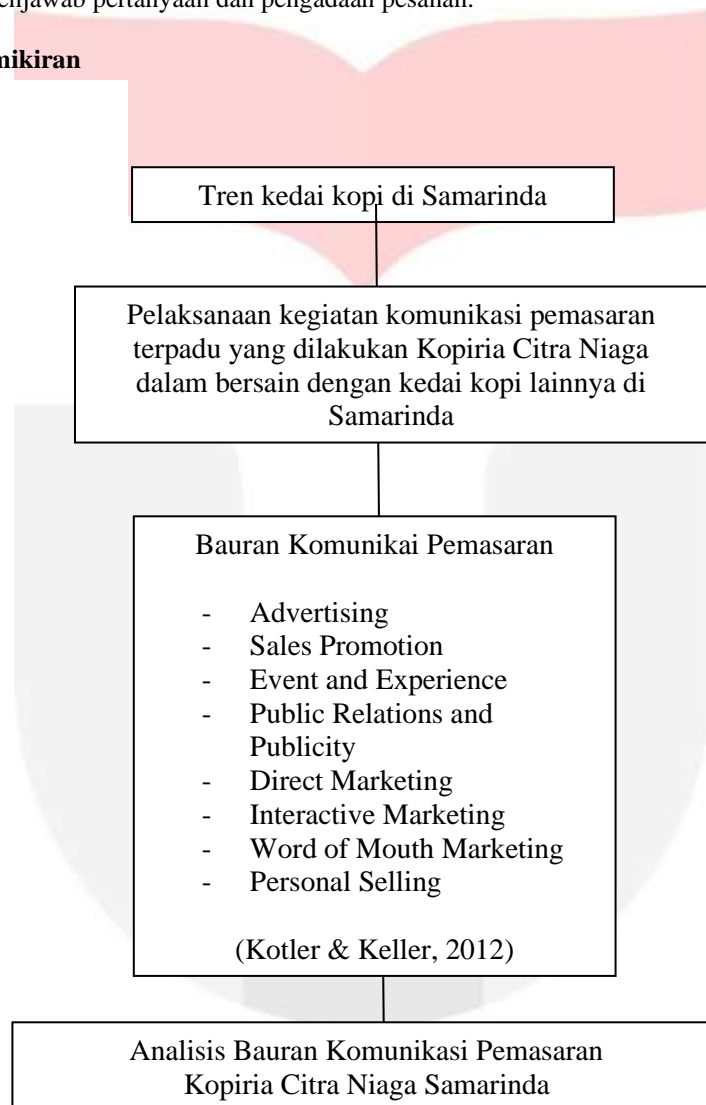 enjawab pertanyaan dan pengadaan pesanan.
mikiran
Tren kedai kopi di Samarinda
Pelaksanaan kegiatan komunikasi pemasaran
terpadu yang dilakukan Kopiria Citra Niaga
dalam bersain dengan kedai kopi lainnya di
Samarinda
Bauran Komunikai Pemasaran
- Advertising
- Sales Promotion
- Event and Experience
- Public Relations and
Publicity
- Direct Marketing
- Interactive Marketing
- Word of Mouth Marketing
- Personal Selling
(Kotler & Keller, 2012)
Analisis Bauran Komunikasi Pemasaran
Kopiria Citra Niaga Samarinda